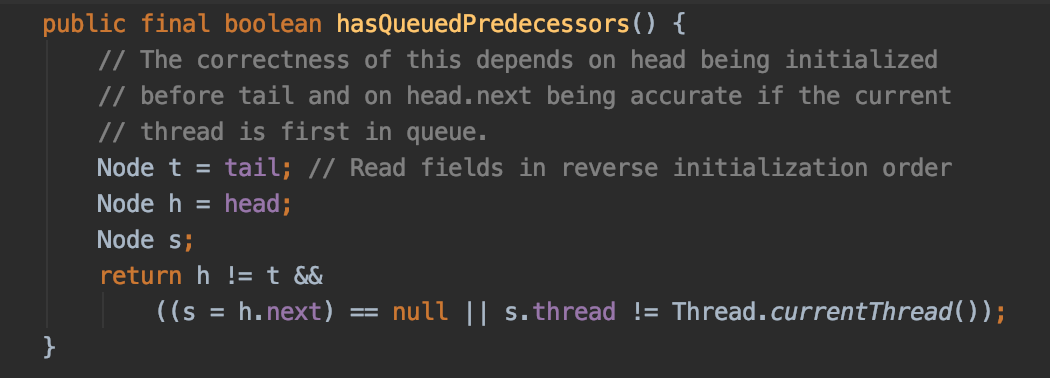 public final boolean hasQueuedPredecessors() {
// The correctness of this depends on head being initialized
// before tail and on head.next being accurate if the current
// thread is first in queue.
Node t = tail; // Read fields in reverse initialization order
Node h = head;
Node s;
return h != t &&
((s = h.next) == null || s.thread != Thread.currentThread());
}